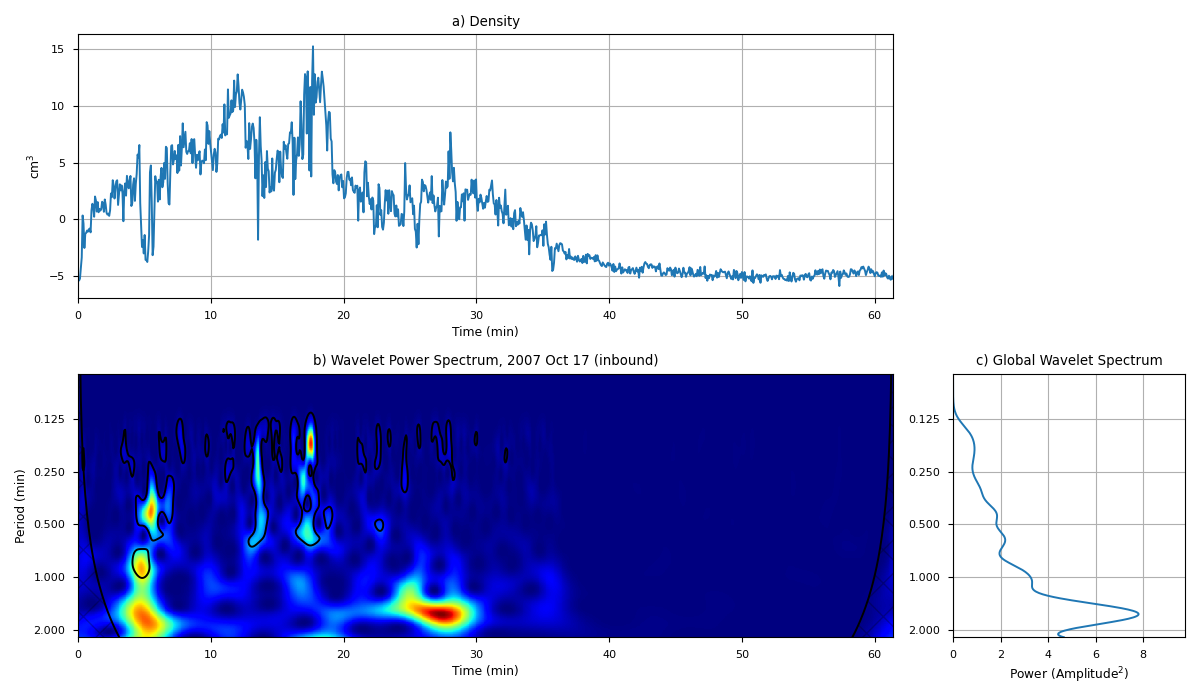 a) Density
15
10
5
0
−5
cm³
0 10 20 30 40 50 60
Time (min)
b) Wavelet Power Spectrum, 2007 Oct 17 (inbound)
0.125
0.250
0.500
1.000
2.000
Period (min)
0 10 20 30 40 50 60
Time (min)
c) Global Wavelet Spectrum
0.125
0.250
0.500
1.000
2.000
0 2 4 6 8
Power (Amplitude²)